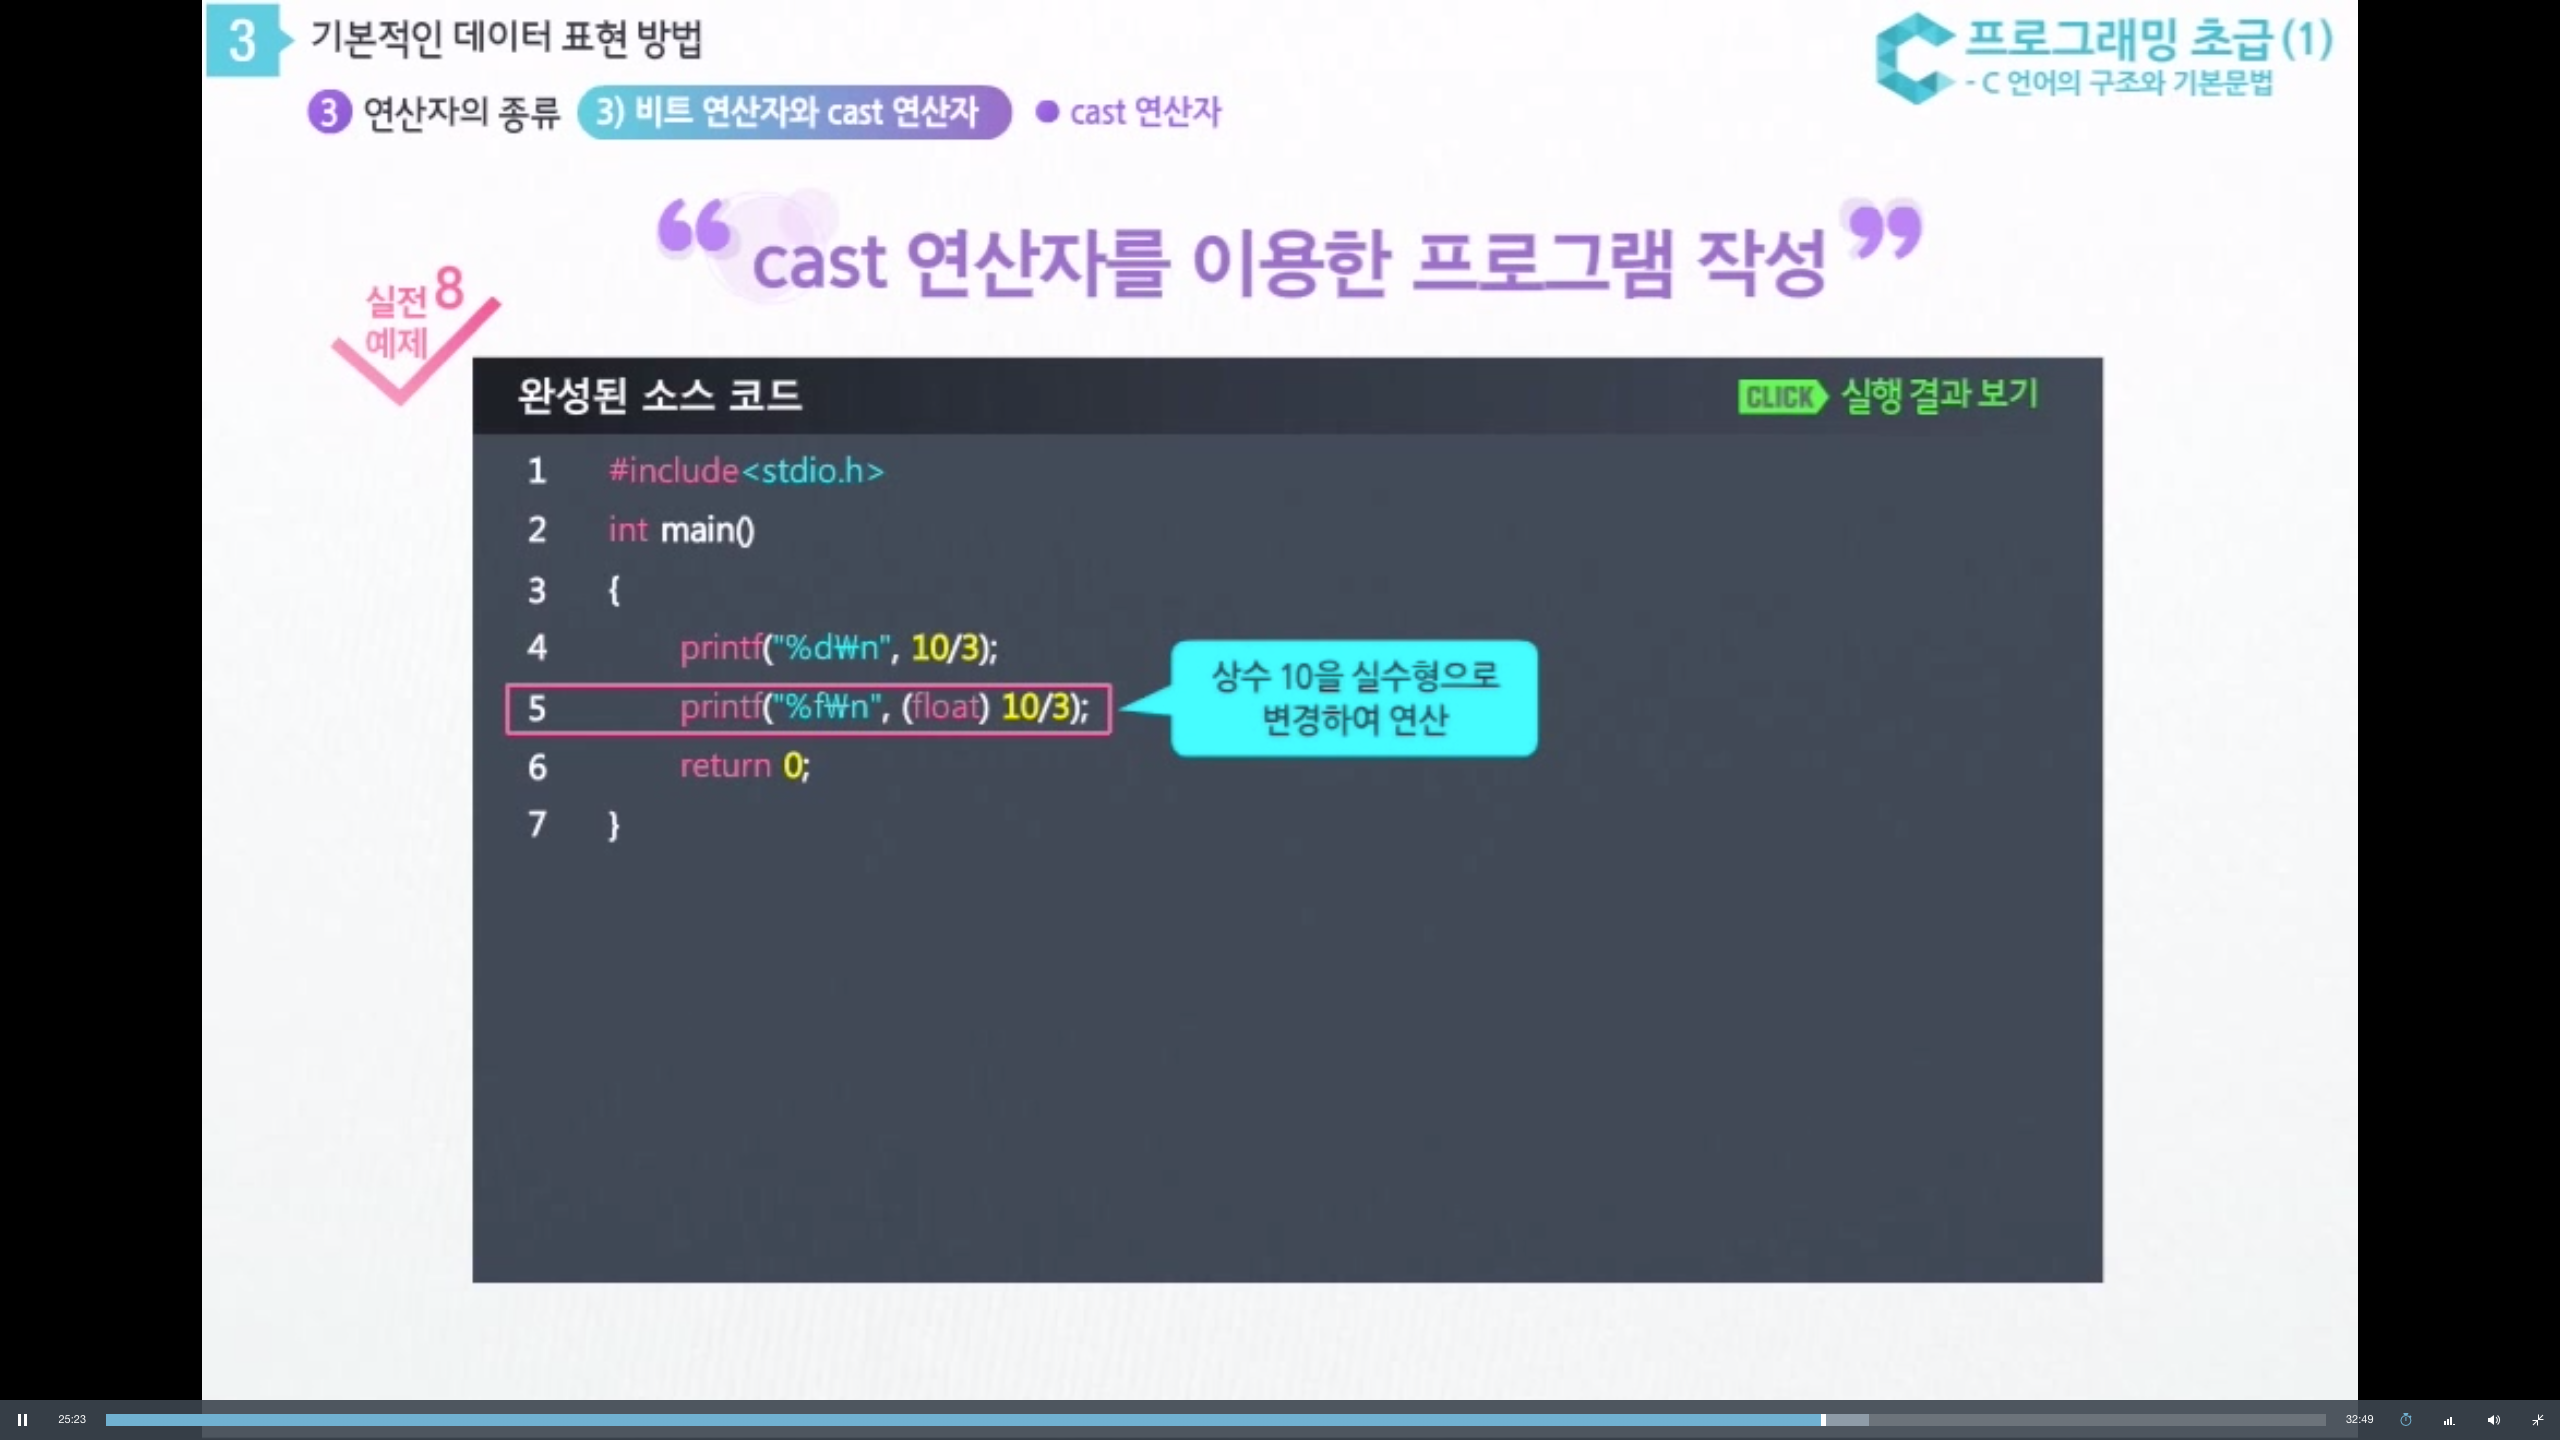 3 기본적인 데이터 표현 방법
프로그래밍 초급(1)
- C 언어의 구조와 기본문법
3 연산자의 종류 3) 비트 연산자와 cast 연산자 ● cast 연산자
“ cast 연산자를 이용한 프로그램 작성 ”
실전 8
예제
완성된 소스 코드
CLICK 실행 결과 보기
1 #include<stdio.h>
2 int main()
3 {
4 printf("%d₩n", 10/3);
5 printf("%f₩n", (float) 10/3);
상수 10을 실수형으로
변경하여 연산
6 return 0;
7 }
25:23
32:49